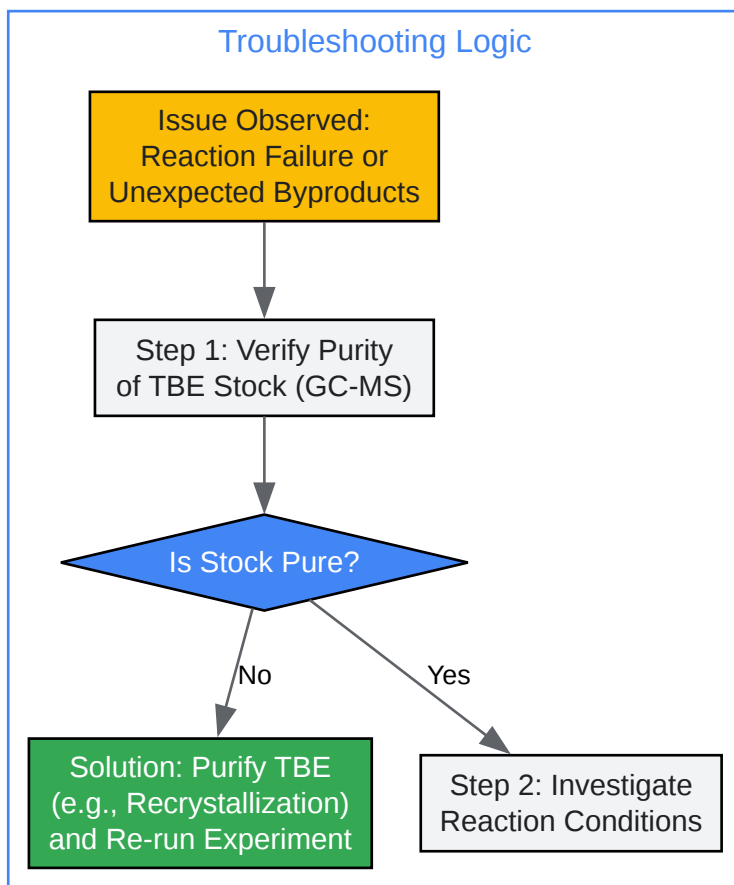 Troubleshooting Logic
Issue Observed:
Reaction Failure or
Unexpected Byproducts
Step 1: Verify Purity
of TBE Stock (GC-MS)
Is Stock Pure?
No
Yes
Solution: Purify TBE
(e.g., Recrystallization)
and Re-run Experiment
Step 2: Investigate
Reaction Conditions